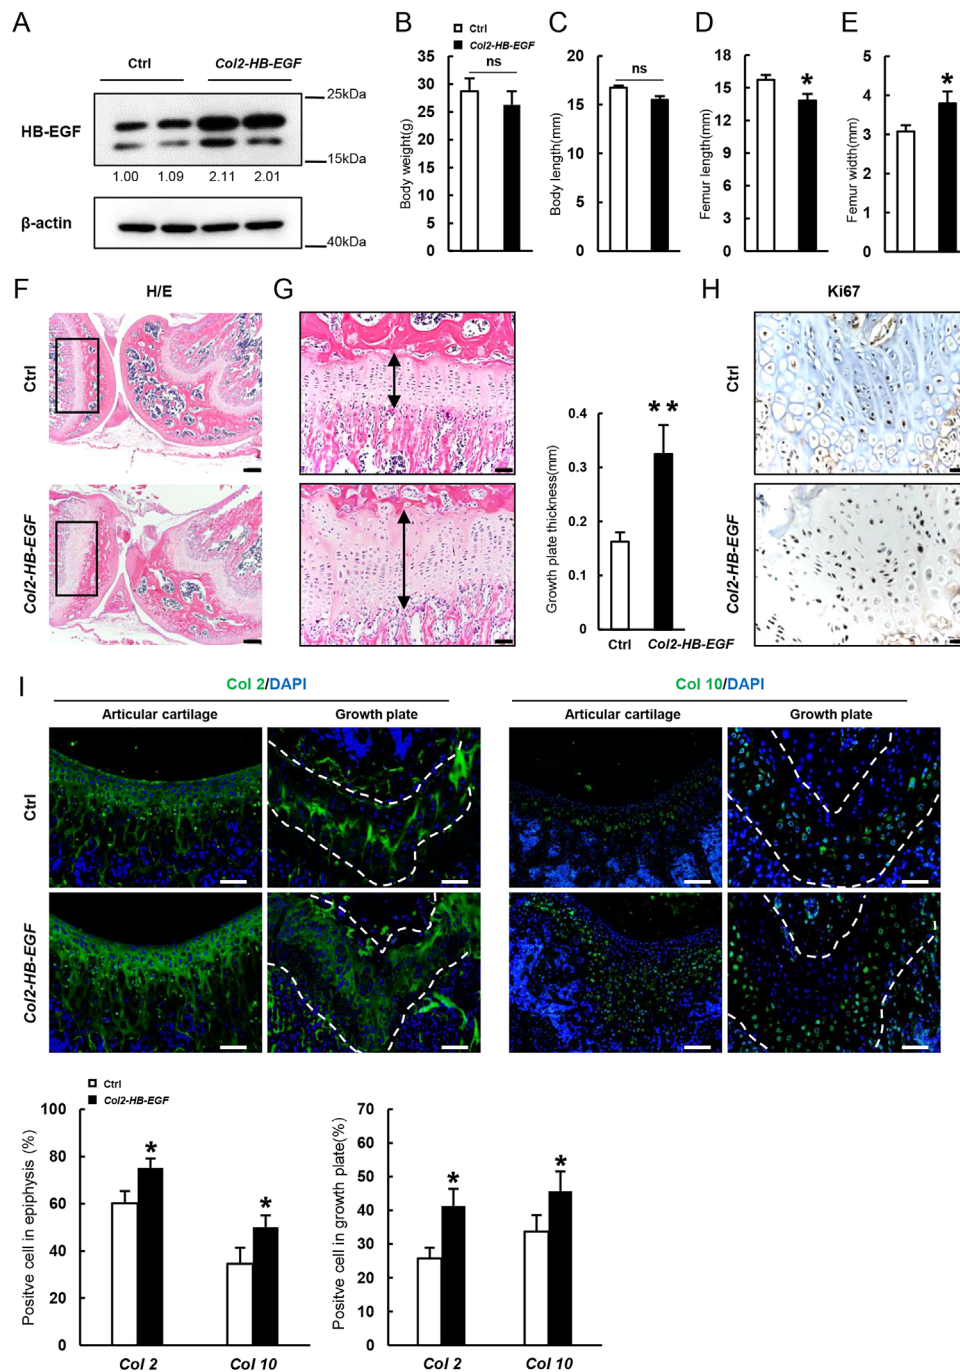 A
Ctrl
Col2-HB-EGF
HB-EGF
25kDa
15kDa
1.00 1.09 2.11 2.01
β-actin
40kDa
B
Ctrl
Col2-HB-EGF
ns
Body weight(g)
35
30
25
20
15
10
5
0
C
ns
Body length(mm)
20
15
10
5
0
D
*
Femur length(mm)
18
15
12
9
6
3
0
E
*
Femur width(mm)
5
4
3
2
1
0
F
H/E
Ctrl
Col2-HB-EGF
G
**
Growth plate thickness(mm)
0.4
0.3
0.2
0.1
0
Ctrl Col2-HB-EGF
H
Ki67
Ctrl
Col2-HB-EGF
I
Col 2/DAPI
Col 10/DAPI
Articular cartilage
Growth plate
Articular cartilage
Growth plate
Ctrl
Col2-HB-EGF
Ctrl
Col2-HB-EGF
Positve cell in epiphysis (%)
100
80
60
40
20
0
*
*
Col 2 Col 10
Positve cell in growth plate(%)
70
60
50
40
30
20
10
0
*
*
Col 2 Col 10